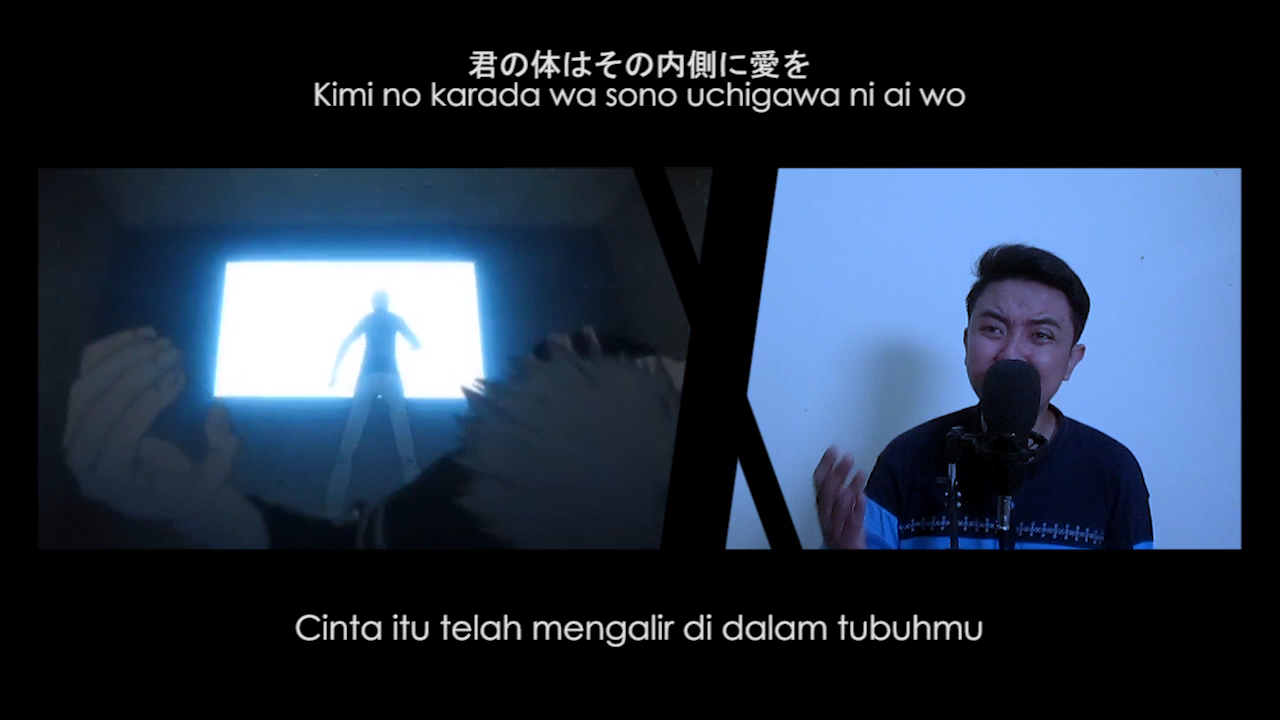 君の体はその内側に愛を
Kimi no karada wa sono uchigawa ni ai wo
Cinta itu telah mengalir di dalam tubuhmu